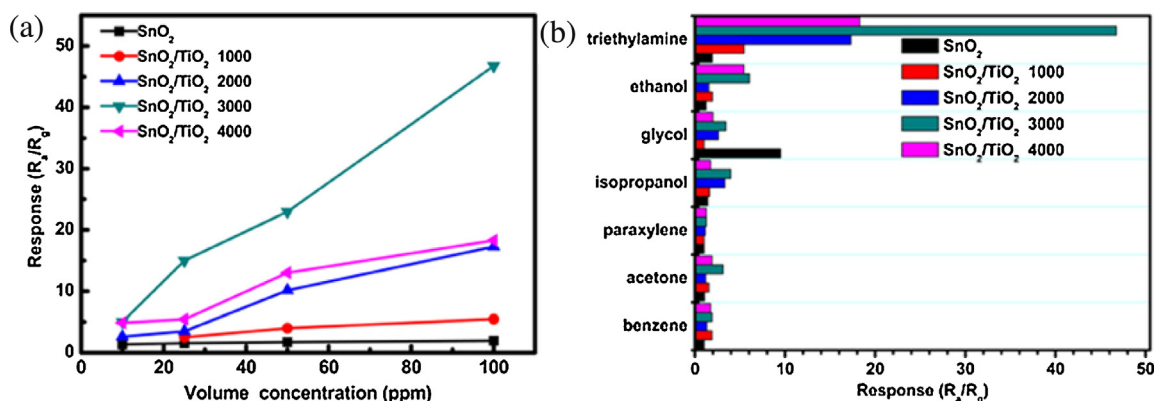 (a)
50
40
30
20
10
0
Response (Rₐ/R_g)
SnO₂
SnO₂/TiO₂ 1000
SnO₂/TiO₂ 2000
SnO₂/TiO₂ 3000
SnO₂/TiO₂ 4000
0 20 40 60 80 100
Volume concentration (ppm)
(b)
triethylamine
ethanol
glycol
isopropanol
paraxylene
acetone
benzene
SnO₂
SnO₂/TiO₂ 1000
SnO₂/TiO₂ 2000
SnO₂/TiO₂ 3000
SnO₂/TiO₂ 4000
0 10 20 30 40 50
Response (Rₐ/R_g)